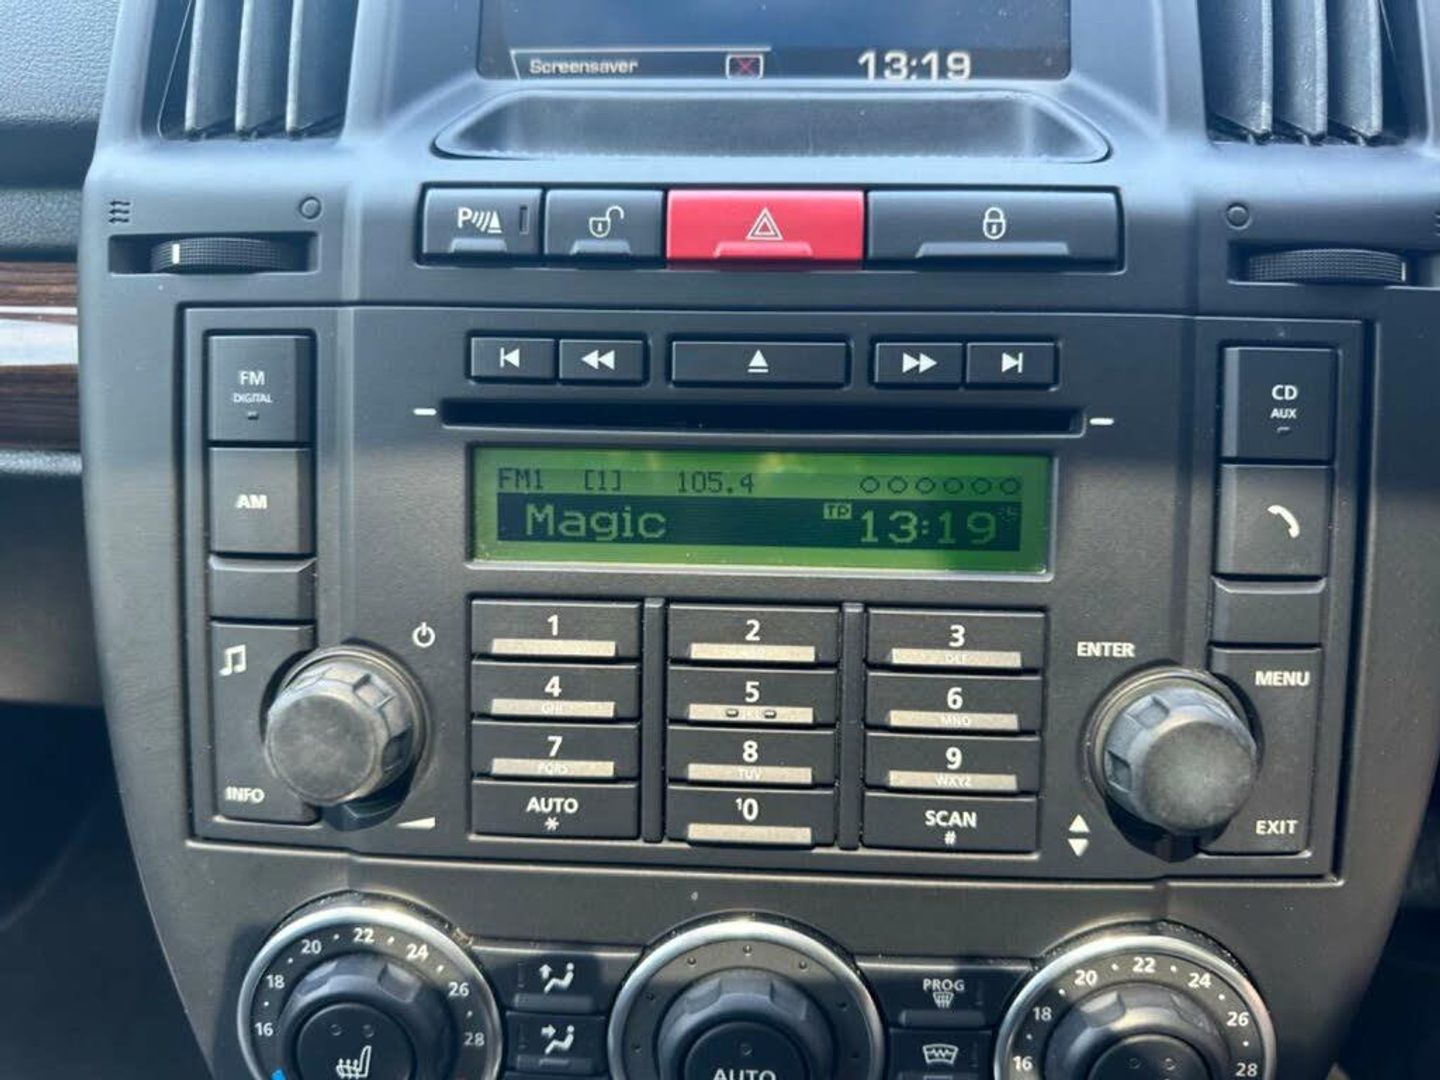 Screensaver 13:19
P
FM
DIGITAL
CD
AUX
AM
FM1 [1] 105.4
Magic TP 13:19
1 2 3
DEF
ENTER
MENU
4 5 6
GHI JKL MNO
7 8 9
PQRS TUV WXYZ
INFO
AUTO 10 SCAN
* #
EXIT
16 18 20 22 24 26 28
PROG
AUTO
16 18 20 22 24 26 28